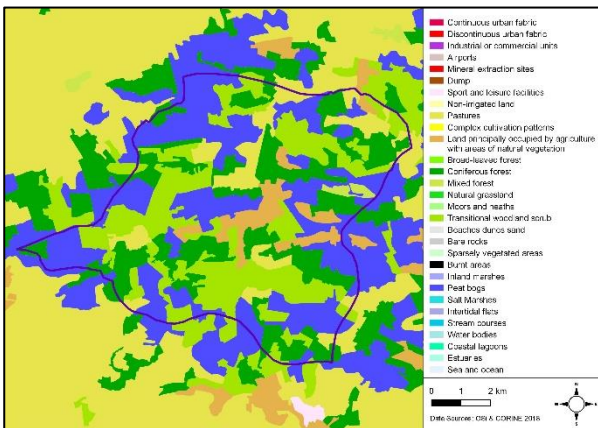 Continuous urban fabric
Discontinuous urban fabric
Industrial or commercial units
Airports
Mineral extraction sites
Dump
Sport and leisure facilities
Non-irrigated land
Pastures
Complex cultivation patterns
Land principally occupied by agriculture
with areas of natural vegetation
Broad-leaved forest
Coniferous forest
Mixed forest
Natural grassland
Moors and heaths
Transitional wood and scrub
Beaches dunes sand
Bare rocks
Sparsely vegetated areas
Burnt areas
Inland marshes
Peat bogs
Salt Marshes
Intertidal flats
Stream courses
Water bodies
Coastal lagoons
Estuaries
Sea and ocean
0 1 2 km
Data Sources: OSi & CORINE 2018